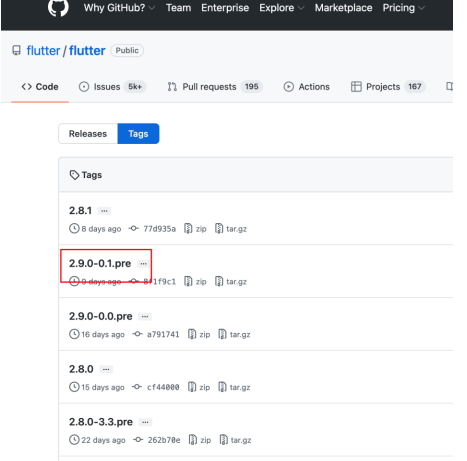 Why GitHub? Team Enterprise Explore Marketplace Pricing
flutter / flutter Public
Code Issues 5k+ Pull requests 195 Actions Projects 167
Releases Tags
Tags
2.8.1 ...
8 days ago 77d935a zip tar.gz
2.9.0-0.1.pre ...
9 days ago 8f1f9c1 zip tar.gz
2.9.0-0.0.pre ...
16 days ago a791741 zip tar.gz
2.8.0 ...
15 days ago cf44000 zip tar.gz
2.8.0-3.3.pre ...
22 days ago 262b70e zip tar.gz